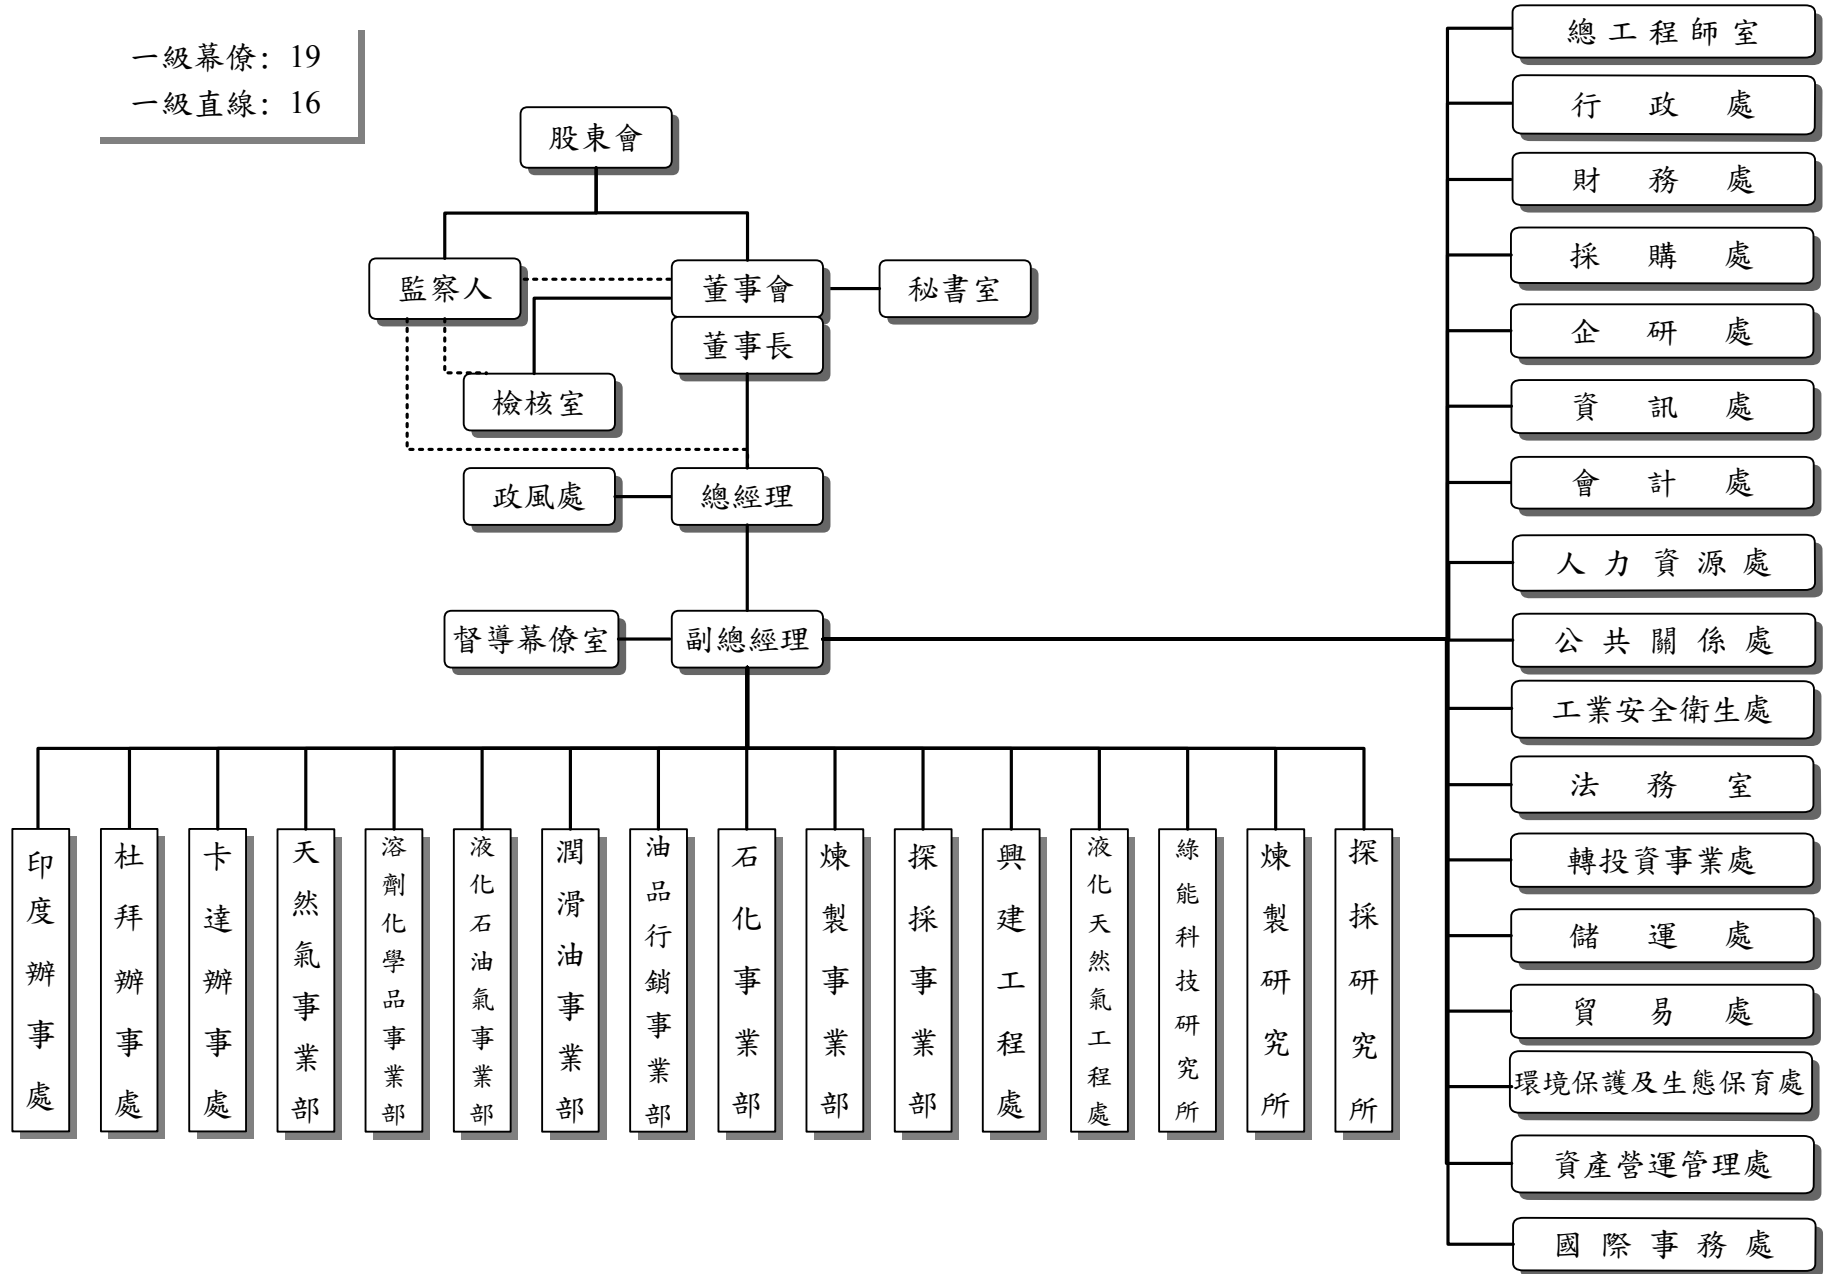 一級幕僚：19
一級直線：16
股東會
監察人
董事會
秘書室
董事長
檢核室
政風處
總經理
督導幕僚室
副總經理
印度辦事處
杜拜辦事處
卡達辦事處
天然氣事業部
溶劑化學品事業部
液化石油氣事業部
潤滑油事業部
油品行銷事業部
石化事業部
煉製事業部
探採事業部
興建工程處
液化天然氣工程處
綠能科技研究所
煉製研究所
探採研究所
總工程師室
行政處
財務處
採購處
企研處
資訊處
會計處
人力資源處
公共關係處
工業安全衛生處
法務室
轉投資事業處
儲運處
貿易處
環境保護及生態保育處
資產營運管理處
國際事務處